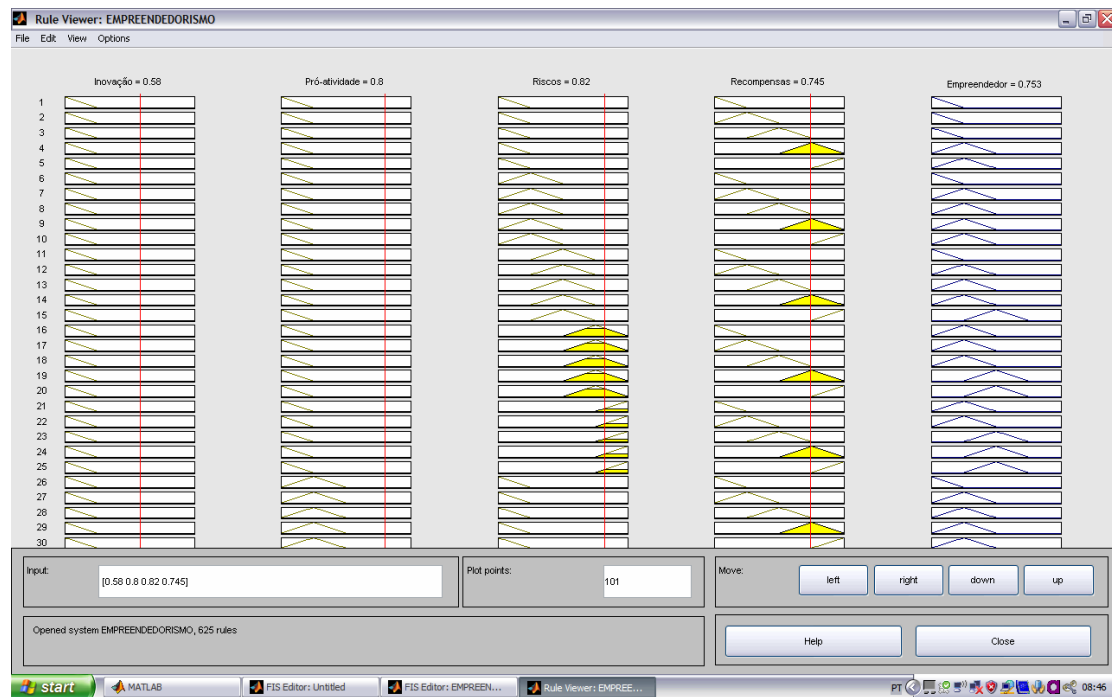 Rule Viewer: EMPREENDEDORISMO
File Edit View Options
Inovação = 0.58
Pró-atividade = 0.8
Riscos = 0.82
Recompensas = 0.745
Empreendedor = 0.753
1
2
3
4
5
6
7
8
9
10
11
12
13
14
15
16
17
18
19
20
21
22
23
24
25
26
27
28
29
30
Input:
[0.58 0.8 0.82 0.745]
Plot points:
101
Move:
left
right
down
up
Opened system EMPREENDEDORISMO, 625 rules
Help
Close
start
MATLAB
FIS Editor: Untitled
FIS Editor: EMPREEN...
Rule Viewer: EMPREE...
PT
08:46